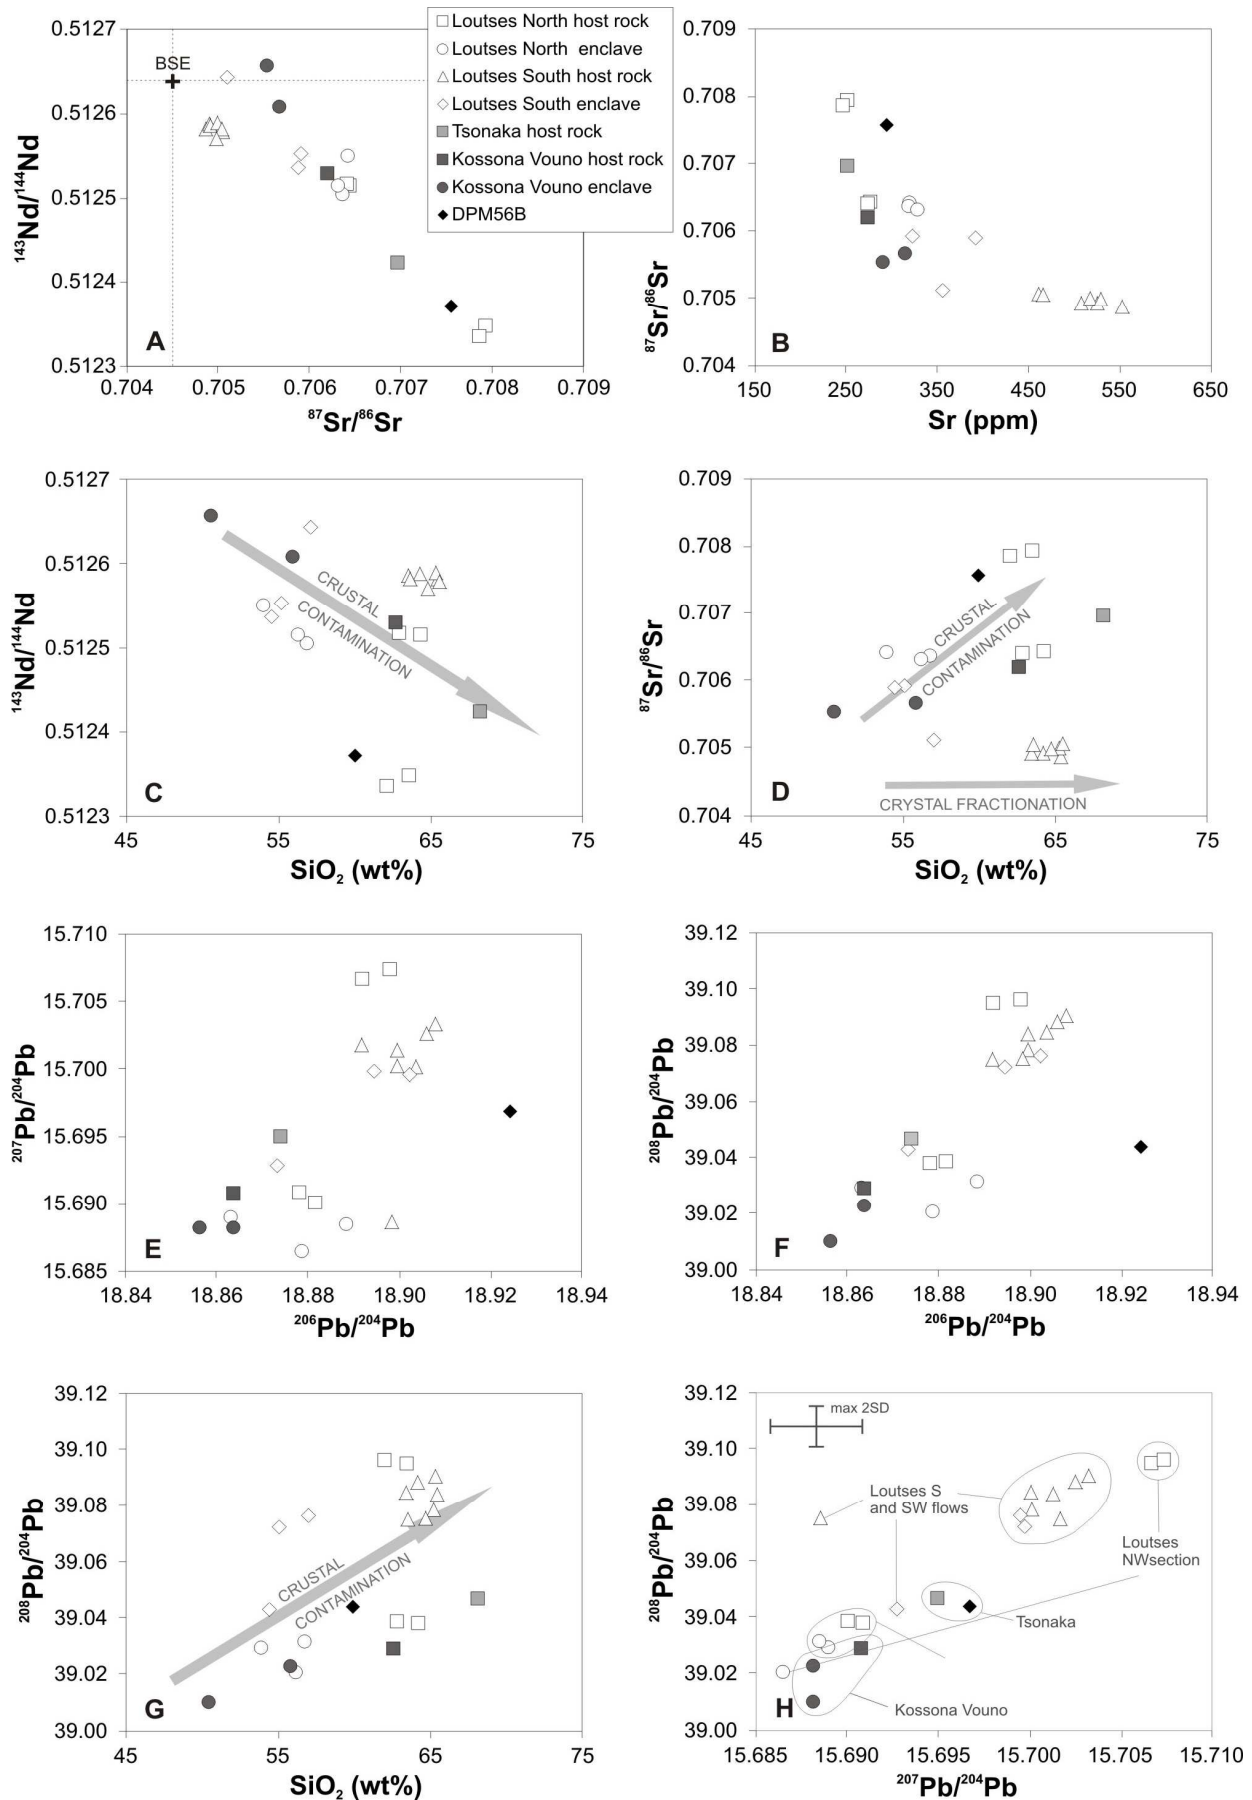 0.5127
0.5126
0.5125
0.5124
0.5123
¹⁴³Nd/¹⁴⁴Nd
BSE
A
0.704 0.705 0.706 0.707 0.708 0.709
⁸⁷Sr/⁸⁶Sr
Loutses North host rock
Loutses North enclave
Loutses South host rock
Loutses South enclave
Tsonaka host rock
Kossona Vouno host rock
Kossona Vouno enclave
DPM56B
0.709
0.708
0.707
0.706
0.705
0.704
⁸⁷Sr/⁸⁶Sr
B
150 250 350 450 550 650
Sr (ppm)
0.5127
0.5126
0.5125
0.5124
0.5123
¹⁴³Nd/¹⁴⁴Nd
CRUSTAL
CONTAMINATION
C
45 55 65 75
SiO₂ (wt%)
0.709
0.708
0.707
0.706
0.705
0.704
⁸⁷Sr/⁸⁶Sr
CRUSTAL
CONTAMINATION
D
CRYSTAL FRACTIONATION
45 55 65 75
SiO₂ (wt%)
15.710
15.705
15.700
15.695
15.690
15.685
²⁰⁷Pb/²⁰⁴Pb
E
18.84 18.86 18.88 18.90 18.92 18.94
²⁰⁶Pb/²⁰⁴Pb
39.12
39.10
39.08
39.06
39.04
39.02
39.00
²⁰⁸Pb/²⁰⁴Pb
F
18.84 18.86 18.88 18.90 18.92 18.94
²⁰⁶Pb/²⁰⁴Pb
39.12
39.10
39.08
39.06
39.04
39.02
39.00
²⁰⁸Pb/²⁰⁴Pb
CRUSTAL
CONTAMINATION
G
45 55 65 75
SiO₂ (wt%)
39.12
39.10
39.08
39.06
39.04
39.02
39.00
²⁰⁸Pb/²⁰⁴Pb
max 2SD
Loutses S
and SW flows
Loutses
NWsection
Tsonaka
Kossona Vouno
H
15.685 15.690 15.695 15.700 15.705 15.710
²⁰⁷Pb/²⁰⁴Pb